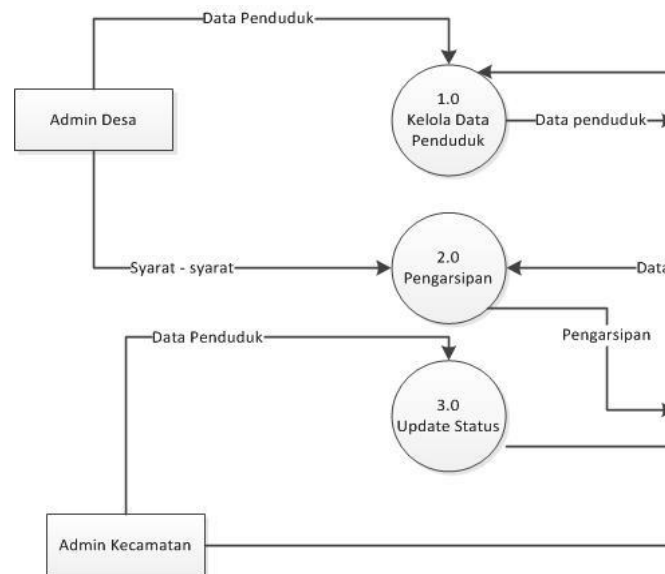 Data Penduduk
1.0
Kelola Data
Penduduk
Admin Desa
Data penduduk
2.0
Pengarsipan
Syarat - syarat
Data
Pengarsipan
Data Penduduk
3.0
Update Status
Admin Kecamatan